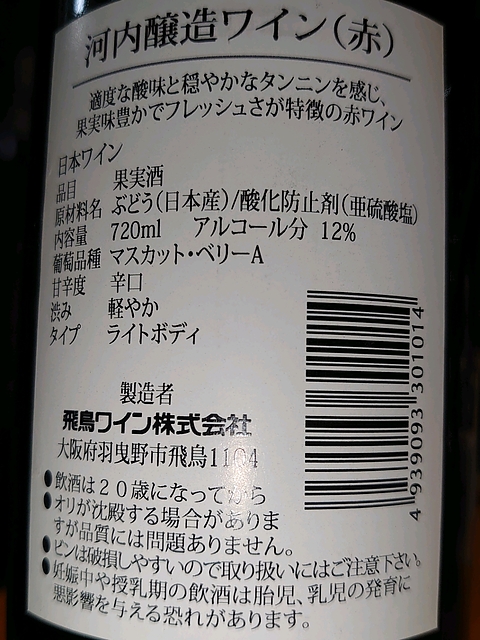 河内醸造ワイン(赤)
適度な酸味と穏やかなタンニンを感じ、
果実味豊かでフレッシュさが特徴の赤ワイン
日本ワイン
品目 果実酒
原材料名 ぶどう(日本産)/酸化防止剤(亜硫酸塩)
内容量 720ml アルコール分 12%
葡萄品種 マスカット・ベリーA
甘辛度 辛口
渋み 軽やか
タイプ ライトボディ
製造者
飛鳥ワイン株式会社
大阪府羽曳野市飛鳥1104
●飲酒は20歳になってから
●オリが沈殿する場合がありま
すが品質には問題ありません。
●ビンは破損しやすいので取り扱いにはご注意下さい。
●妊娠中や授乳期の飲酒は胎児、乳児の発育に
悪影響を与える恐れがあります。
4939093301014